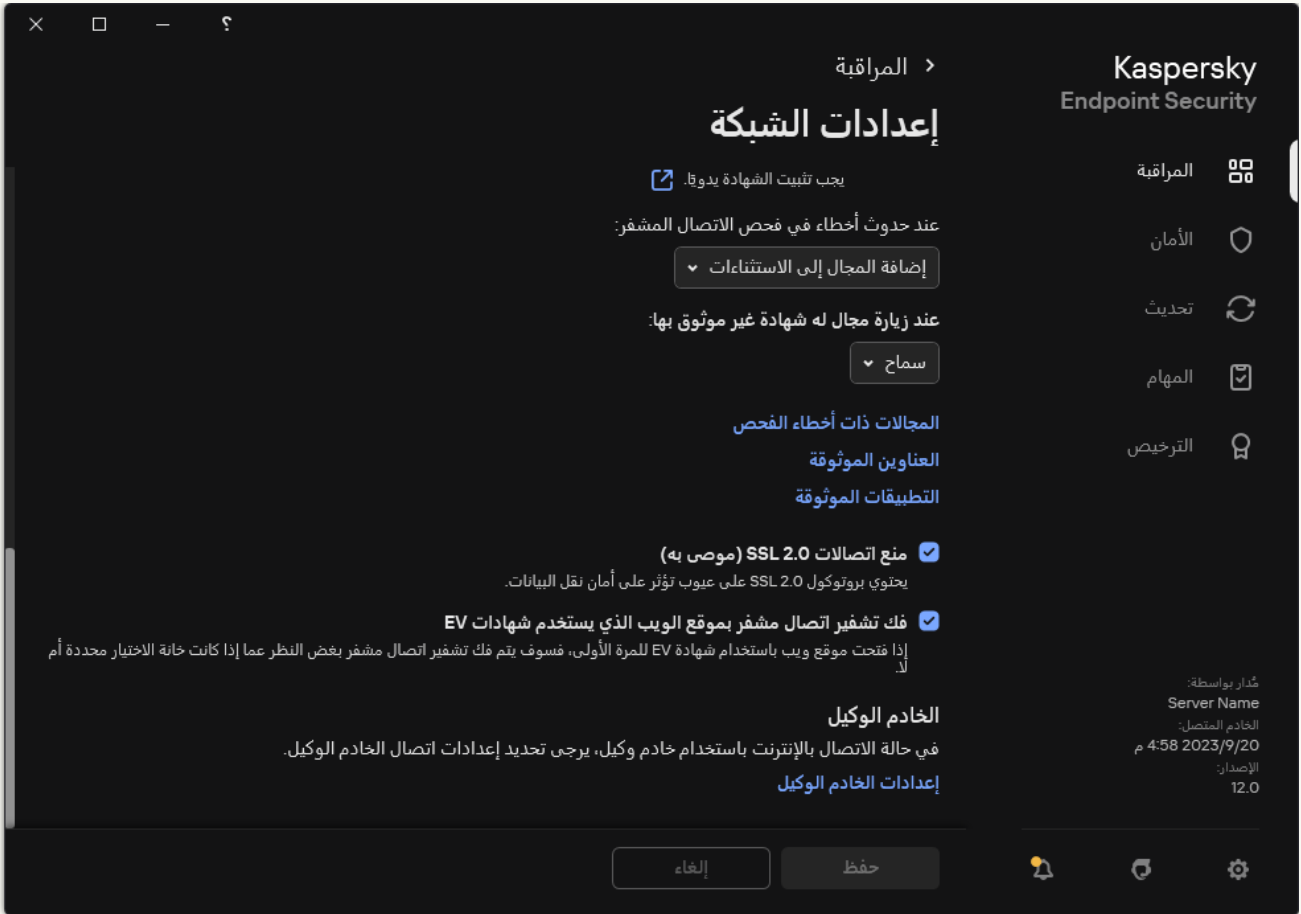 Kaspersky
Endpoint Security
المراقبة
الأمان
تحديث
المهام
الترخيص
مُدار بواسطة:
Server Name
الخادم المتصل:
2023/9/20 4:58 م
الإصدار:
12.0
المراقبة
إعدادات الشبكة
يجب تثبيت الشهادة يدويًا.
عند حدوث أخطاء في فحص الاتصال المشفر:
إضافة المجال إلى الاستثناءات
عند زيارة مجال له شهادة غير موثوق بها:
سماح
المجالات ذات أخطاء الفحص
العناوين الموثوقة
التطبيقات الموثوقة
منع اتصالات SSL 2.0 (موصى به)
يحتوي بروتوكول SSL 2.0 على عيوب تؤثر على أمان نقل البيانات.
فك تشفير اتصال مشفر بموقع الويب الذي يستخدم شهادات EV
إذا فتحت موقع ويب باستخدام شهادة EV للمرة الأولى، فسوف يتم فك تشفير اتصال مشفر بغض النظر عما إذا كانت خانة الاختيار محددة أم
لا.
الخادم الوكيل
في حالة الاتصال بالإنترنت باستخدام خادم وكيل، يرجى تحديد إعدادات اتصال الخادم الوكيل.
إعدادات الخادم الوكيل
حفظ
إلغاء